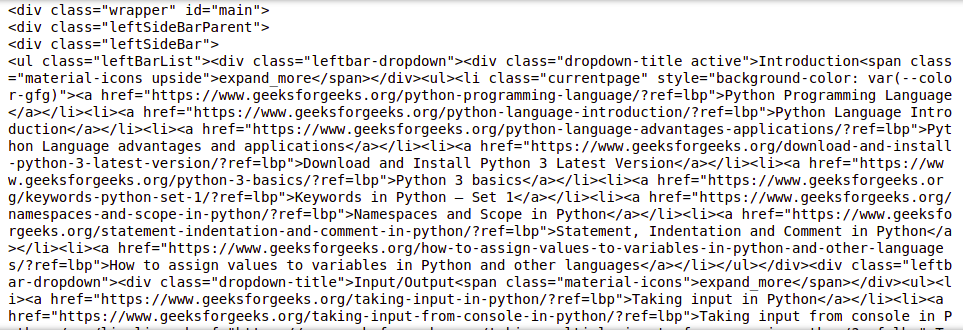 <div class="wrapper" id="main">
<div class="leftSideBarParent">
<div class="leftSideBar">
<ul class="leftBarList"><div class="leftbar-dropdown"><div class="dropdown-title active">Introduction<span class
="material-icons upside">expand_more</span></div><ul><li class="currentpage" style="background-color: var(--colo
r-gfg)"><a href="https://www.geeksforgeeks.org/python-programming-language/?ref=lbp">Python Programming Language
</a></li><li><a href="https://www.geeksforgeeks.org/python-language-introduction/?ref=lbp">Python Language Intro
duction</a></li><li><a href="https://www.geeksforgeeks.org/python-language-advantages-applications/?ref=lbp">Pyt
hon Language advantages and applications</a></li><li><a href="https://www.geeksforgeeks.org/download-and-install
-python-3-latest-version/?ref=lbp">Download and Install Python 3 Latest Version</a></li><li><a href="https://ww
w.geeksforgeeks.org/python-3-basics/?ref=lbp">Python 3 basics</a></li><li><a href="https://www.geeksforgeeks.or
g/keywords-python-set-1/?ref=lbp">Keywords in Python – Set 1</a></li><li><a href="https://www.geeksforgeeks.org/
namespaces-and-scope-in-python/?ref=lbp">Namespaces and Scope in Python</a></li><li><a href="https://www.geeksfo
rgeeks.org/statement-indentation-and-comment-in-python/?ref=lbp">Statement, Indentation and Comment in Python</a
></li><li><a href="https://www.geeksforgeeks.org/how-to-assign-values-to-variables-in-python-and-other-language
s/?ref=lbp">How to assign values to variables in Python and other languages</a></li></ul></div><div class="leftb
ar-dropdown"><div class="dropdown-title">Input/Output<span class="material-icons">expand_more</span></div><ul><l
i><a href="https://www.geeksforgeeks.org/taking-input-in-python/?ref=lbp">Taking input in Python</a></li><li><a
href="https://www.geeksforgeeks.org/taking-input-from-console-in-python/?ref=lbp">Taking input from console in P